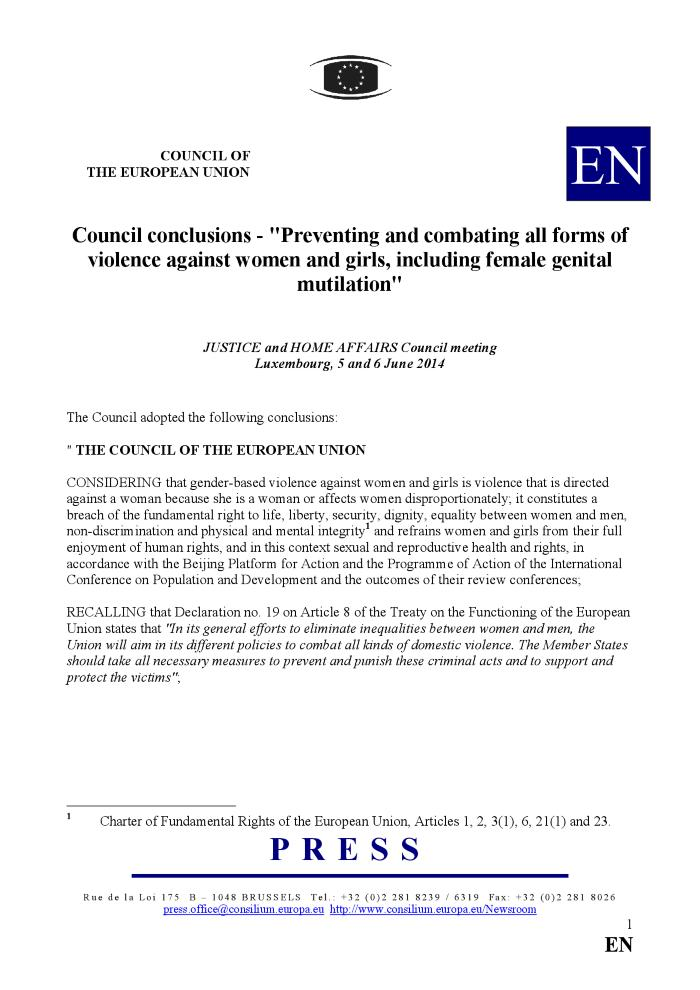 COUNCIL OF
THE EUROPEAN UNION
EN
Council conclusions - "Preventing and combating all forms of
violence against women and girls, including female genital
mutilation"
JUSTICE and HOME AFFAIRS Council meeting
Luxembourg, 5 and 6 June 2014
The Council adopted the following conclusions:
" THE COUNCIL OF THE EUROPEAN UNION
CONSIDERING that gender-based violence against women and girls is violence that is directed
against a woman because she is a woman or affects women disproportionately; it constitutes a
breach of the fundamental right to life, liberty, security, dignity, equality between women and men,
non-discrimination and physical and mental integrity1 and refrains women and girls from their full
enjoyment of human rights, and in this context sexual and reproductive health and rights, in
accordance with the Beijing Platform for Action and the Programme of Action of the International
Conference on Population and Development and the outcomes of their review conferences;
RECALLING that Declaration no. 19 on Article 8 of the Treaty on the Functioning of the European
Union states that "In its general efforts to eliminate inequalities between women and men, the
Union will aim in its different policies to combat all kinds of domestic violence. The Member States
should take all necessary measures to prevent and punish these criminal acts and to support and
protect the victims";
1 Charter of Fundamental Rights of the European Union, Articles 1, 2, 3(1), 6, 21(1) and 23.
PRESS
Rue de la Loi 175 B – 1048 BRUSSELS Tel.: +32 (0)2 281 8239 / 6319 Fax: +32 (0)2 281 8026
press.office@consilium.europa.eu http://www.consilium.europa.eu/Newsroom
1
EN